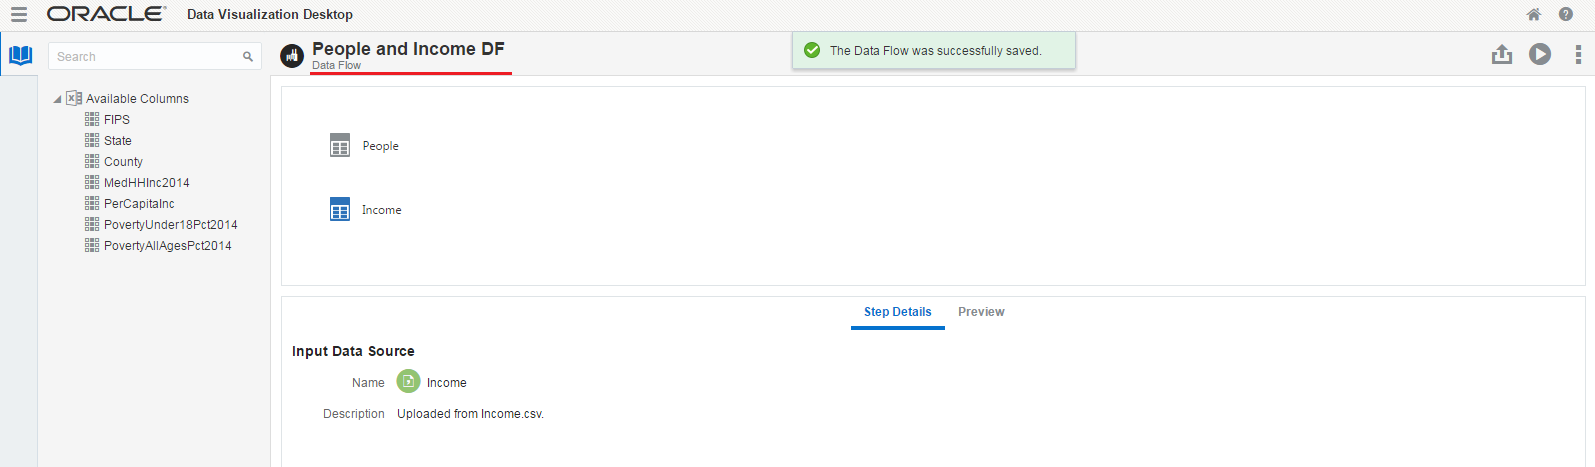 ORACLE® Data Visualization Desktop
Search
People and Income DF
Data Flow
The Data Flow was successfully saved.
Available Columns
FIPS
State
County
MedHHInc2014
PerCapitaInc
PovertyUnder18Pct2014
PovertyAllAgesPct2014
People
Income
Step Details Preview
Input Data Source
Name Income
Description Uploaded from Income.csv.